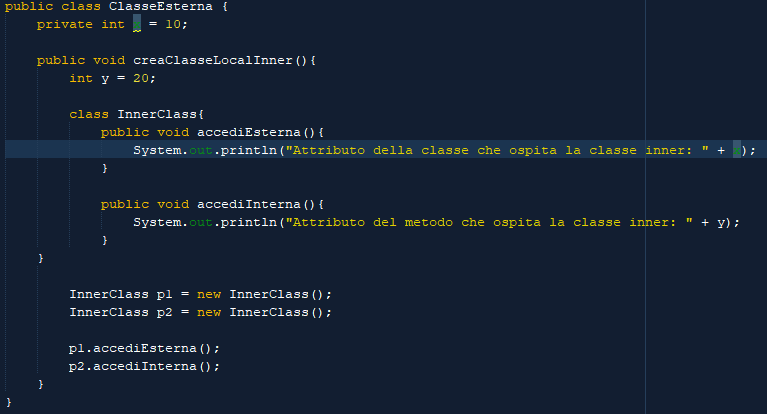 public class ClasseEsterna {
    private int = 10;

    public void creaClasseLocalInner(){
        int y = 20;

        class InnerClass{
            public void accediEsterna(){
                System.out.println("Attributo della classe che ospita la classe inner: " + );
            }

            public void accediInterna(){
                System.out.println("Attributo del metodo che ospita la classe inner: " + y);
            }
    }

        InnerClass p1 = new InnerClass();
        InnerClass p2 = new InnerClass();

        p1.accediEsterna();
        p2.accediInterna();
    }
}